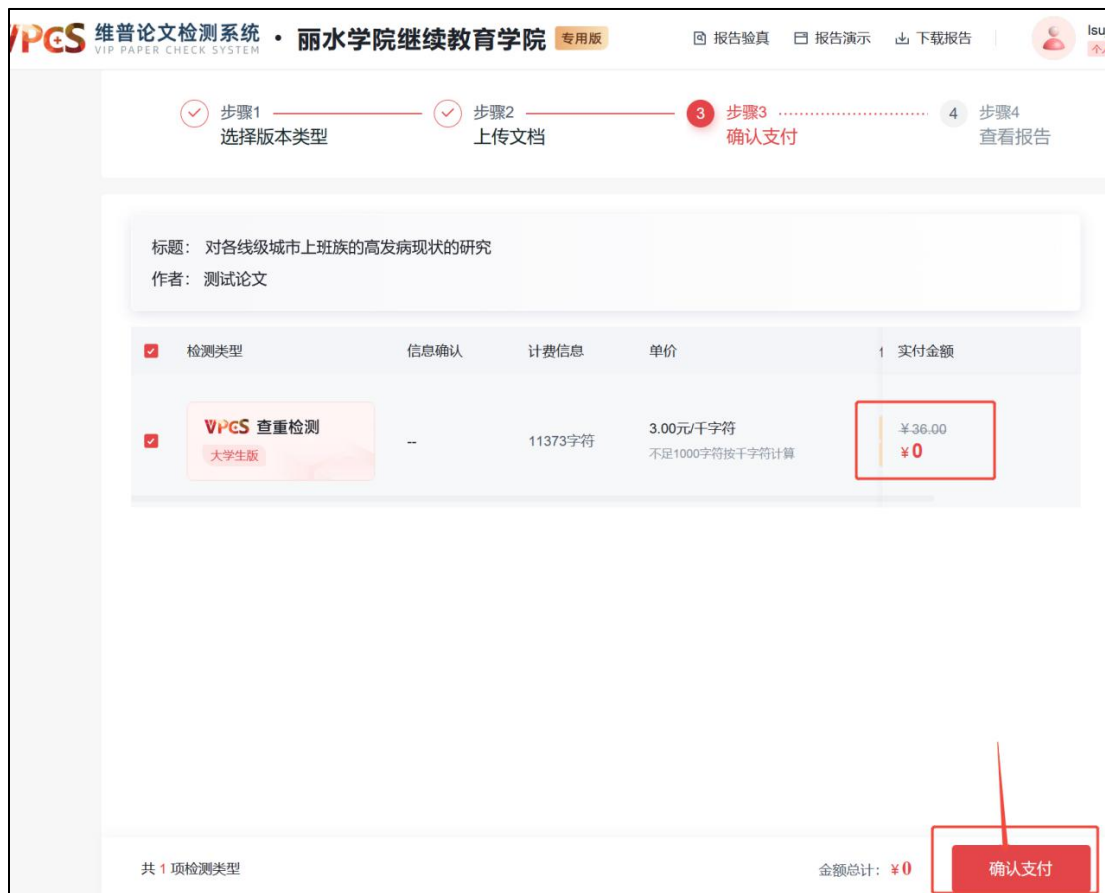 VPCS 维普论文检测系统 · 丽水学院继续教育学院 专用版 报告验真 报告演示 下载报告
VIP PAPER CHECK SYSTEM
步骤1 步骤2 3 步骤3 4 步骤4
选择版本类型 上传文档 确认支付 查看报告
标题： 对各线级城市上班族的高发病现状的研究
作者： 测试论文
检测类型 信息确认 计费信息 单价 实付金额
VPCS 查重检测 -- 11373字符 3.00元/千字符 ¥36.00
大学生版 不足1000字符按千字符计算 ¥0
共 1 项检测类型 金额总计： ¥0 确认支付